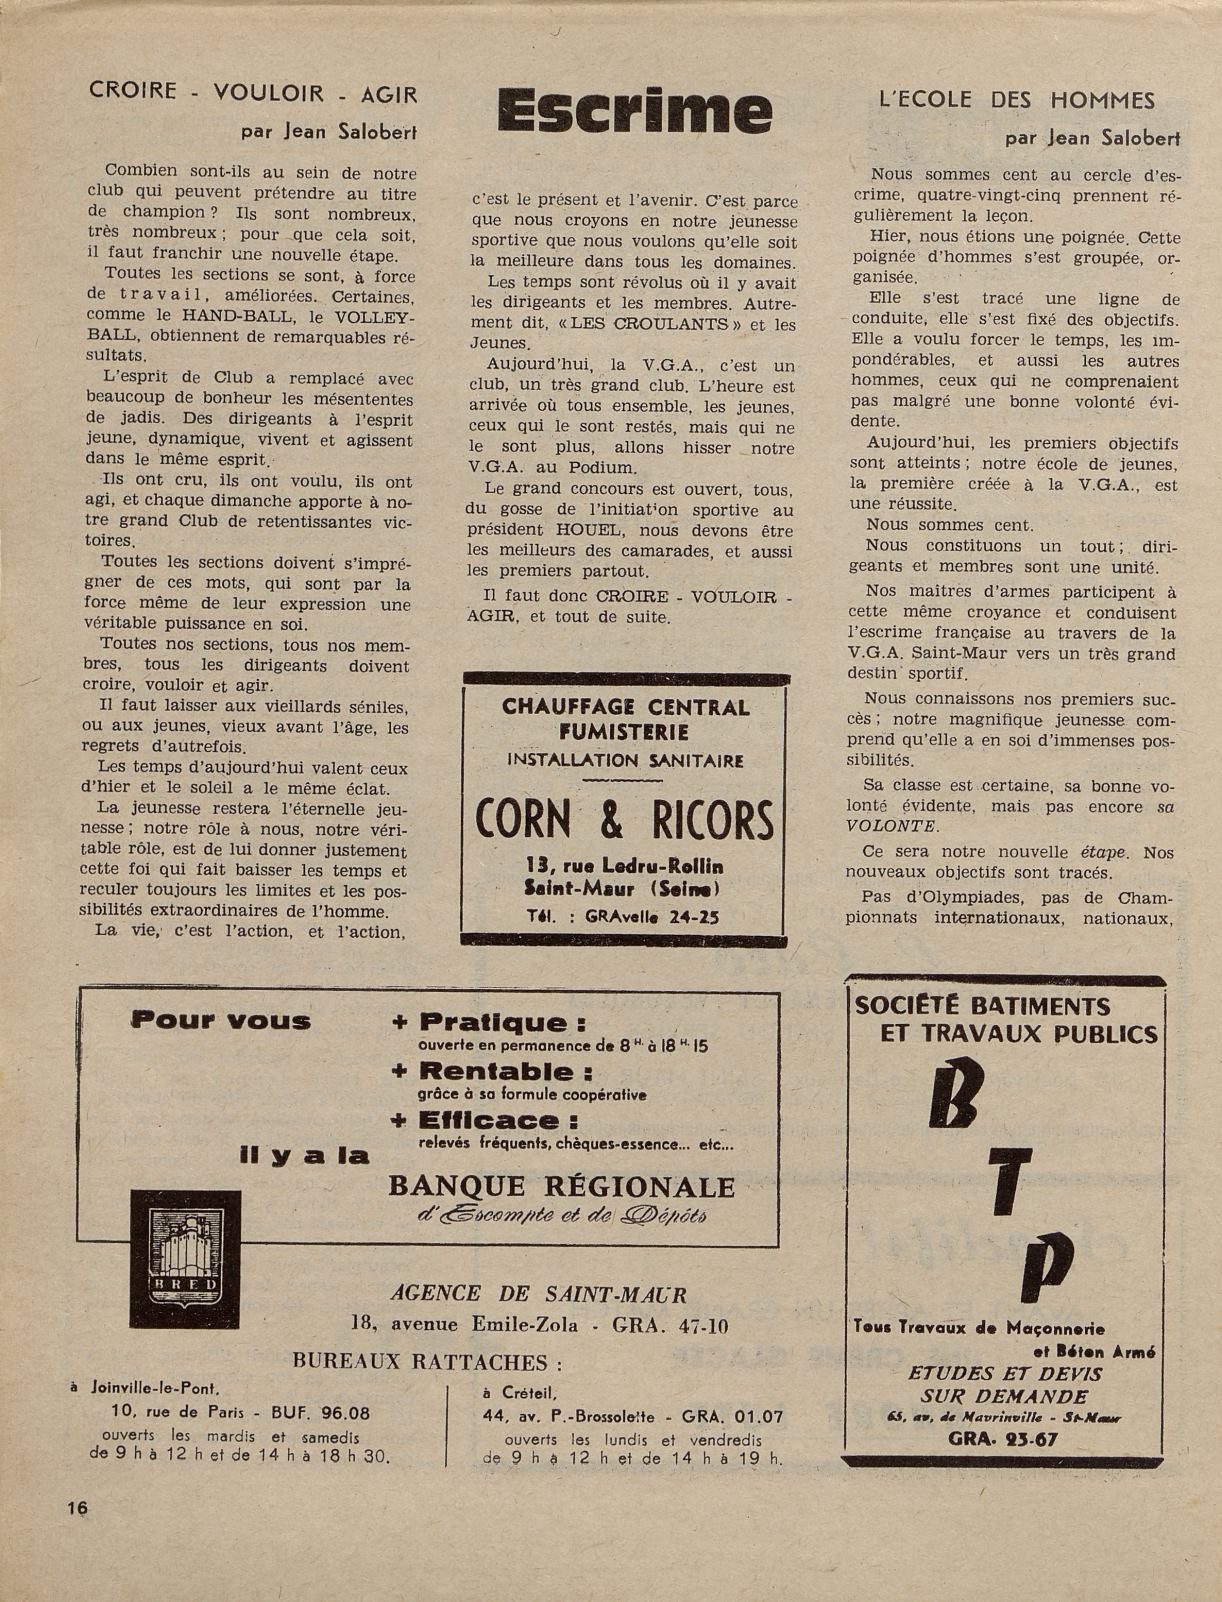 Escrime
CROIRE - VOULOIR - AGIR
par Jean Salobert
Combien sont-ils au sein de notre
club qui peuvent prétendre au titre
de champion ? Ils sont nombreux,
très nombreux ; pour que cela soit,
il faut franchir une nouvelle étape.
Toutes les sections se sont, à force
de travail, améliorées. Certaines,
comme le HAND-BALL, le VOLLEY-
BALL, obtiennent de remarquables ré-
sultats.
L'esprit de Club a remplacé avec
beaucoup de bonheur les mésententes
de jadis. Des dirigeants à l'esprit
jeune, dynamique, vivent et agissent
dans le même esprit.
Ils ont cru, ils ont voulu, ils ont
agi, et chaque dimanche apporte à no-
tre grand Club de retentissantes vic-
toires.
Toutes les sections doivent s'impré-
gner de ces mots, qui sont par la
force même de leur expression une
véritable puissance en soi.
Toutes nos sections, tous nos mem-
bres, tous les dirigeants doivent
croire, vouloir et agir.
Il faut laisser aux vieillards séniles,
ou aux jeunes, vieux avant l'âge, les
regrets d'autrefois.
Les temps d'aujourd'hui valent ceux
d'hier et le soleil a le même éclat.
La jeunesse restera l'éternelle jeu-
nesse ; notre rôle à nous, notre véri-
table rôle, est de lui donner justement
cette foi qui fait baisser les temps et
reculer toujours les limites et les pos-
sibilités extraordinaires de l'homme.
La vie, c'est l'action, et l'action,
c'est le présent et l'avenir. C'est parce
que nous croyons en notre jeunesse
sportive que nous voulons qu'elle soit
la meilleure dans tous les domaines.
Les temps sont révolus où il y avait
les dirigeants et les membres. Autre-
ment dit, « LES CROULANTS » et les
Jeunes.
Aujourd'hui, la V.G.A., c'est un
club, un très grand club. L'heure est
arrivée où tous ensemble, les jeunes,
ceux qui le sont restés, mais qui ne
le sont plus, allons hisser notre
V.G.A. au Podium.
Le grand concours est ouvert, tous,
du gosse de l'initiation sportive au
président HOUEL, nous devons être
les meilleurs des camarades, et aussi
les premiers partout.
Il faut donc CROIRE - VOULOIR -
AGIR, et tout de suite.
CHAUFFAGE CENTRAL
FUMISTERIE
INSTALLATION SANITAIRE
CORN & RICORS
13, rue Ledru-Rollin
Saint-Maur (Seine)
Tél. : GRAvelle 24-25
L'ECOLE DES HOMMES
par Jean Salobert
Nous sommes cent au cercle d'es-
crime, quatre-vingt-cinq prennent ré-
gulièrement la leçon.
Hier, nous étions une poignée. Cette
poignée d'hommes s'est groupée, or-
ganisée.
Elle s'est tracé une ligne de
conduite, elle s'est fixé des objectifs.
Elle a voulu forcer le temps, les im-
pondérables, et aussi les autres
hommes, ceux qui ne comprenaient
pas malgré une bonne volonté évi-
dente.
Aujourd'hui, les premiers objectifs
sont atteints ; notre école de jeunes,
la première créée à la V.G.A., est
une réussite.
Nous sommes cent.
Nous constituons un tout ; diri-
geants et membres sont une unité.
Nos maîtres d'armes participent à
cette même croyance et conduisent
l'escrime française au travers de la
V.G.A. Saint-Maur vers un très grand
destin sportif.
Nous connaissons nos premiers suc-
cès ; notre magnifique jeunesse com-
prend qu'elle a en soi d'immenses pos-
sibilités.
Sa classe est certaine, sa bonne vo-
lonté évidente, mais pas encore sa
VOLONTE.
Ce sera notre nouvelle étape. Nos
nouveaux objectifs sont tracés.
Pas d'Olympiades, pas de Cham-
pionnats internationaux, nationaux,
Pour vous
+ Pratique :
ouverte en permanence de 8 H. à 18 H. 15
+ Rentable :
grâce à sa formule coopérative
+ Efficace :
relevés fréquents, chèques-essence... etc...
il y a la
BANQUE RÉGIONALE
d'Escompte et de Dépôts
BRED
AGENCE DE SAINT-MAUR
18, avenue Emile-Zola - GRA. 47-10
BUREAUX RATTACHES :
à Joinville-le-Pont,
10, rue de Paris - BUF. 96.08
ouverts les mardis et samedis
de 9 h à 12 h et de 14 h à 18 h 30.
à Créteil,
44, av. P.-Brossolette - GRA. 01.07
ouverts les lundis et vendredis
de 9 h à 12 h et de 14 h à 19 h.
SOCIÉTÉ BATIMENTS
ET TRAVAUX PUBLICS
B
T
P
Tous Travaux de Maçonnerie
et Béton Armé
ETUDES ET DEVIS
SUR DEMANDE
65, av. de Mavrinville - St-Maur
GRA. 23-67
16